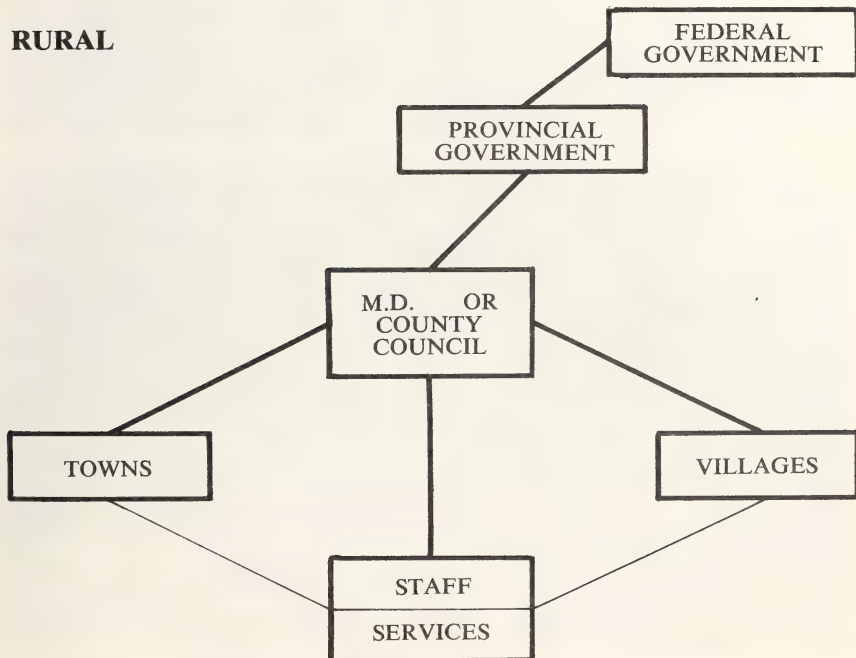 RURAL
FEDERAL
GOVERNMENT
PROVINCIAL
GOVERNMENT
M.D. OR
COUNTY
COUNCIL
TOWNS
VILLAGES
STAFF
SERVICES